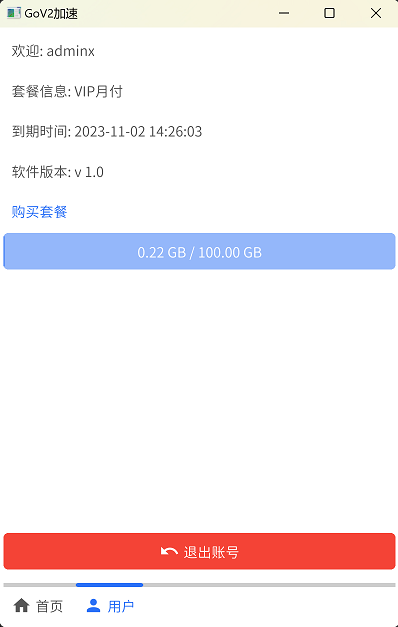 GoV2加速
欢迎: adminx
套餐信息: VIP月付
到期时间: 2023-11-02 14:26:03
软件版本: v 1.0
购买套餐
0.22 GB / 100.00 GB
退出账号
首页 用户